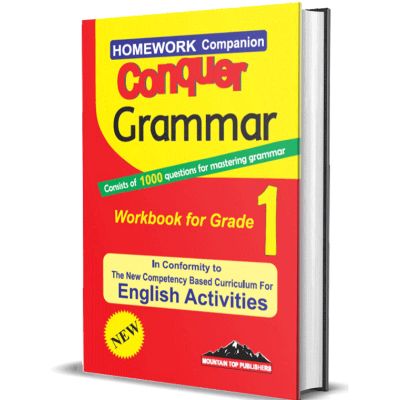 HOMEWORK Companion
Conquer
Grammar
Consists of 1000 questions for mastering grammar
Workbook for Grade 1
In Conformity to
The New Competency Based Curriculum For
English Activities
NEW
MOUNTAIN TOP PUBLISHERS